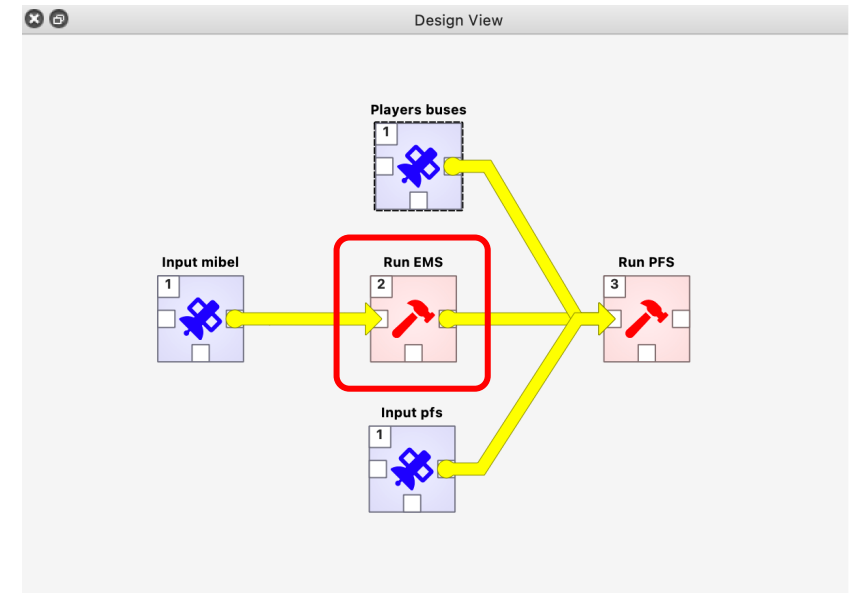 Design View
Players buses
1
Input mibel
1
Run EMS
2
Run PFS
3
Input pfs
1